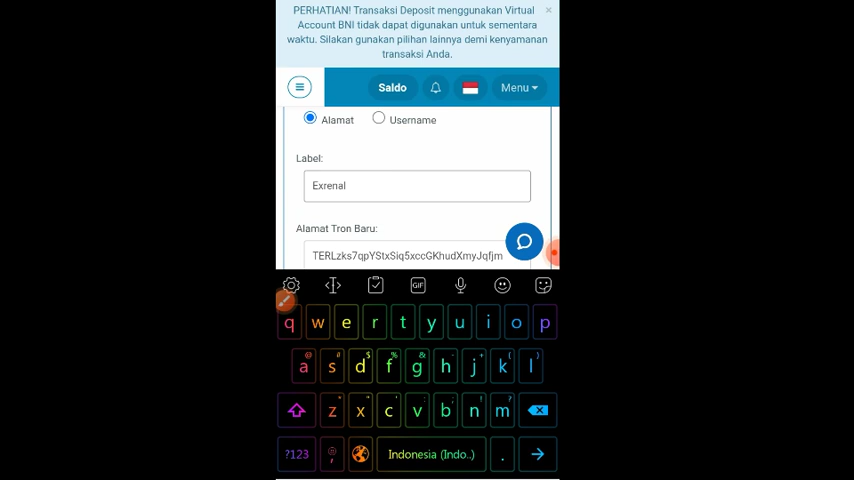 PERHATIAN! Transaksi Deposit menggunakan Virtual
Account BNI tidak dapat digunakan untuk sementara
waktu. Silakan gunakan pilihan lainnya demi kenyamanan
transaksi Anda.
×
Saldo
Menu
Alamat Username
Label:
Exrenal
Alamat Tron Baru:
TERLzks7qpYStxSiq5xccGKhudXmyJqfjm
GIF
q w e r t y u i o p
@ # $ % & - + ( )
a s d f g h j k l
* " ' : ; ! ?
z x c v b n m
?123 , Indonesia (Indo..) .